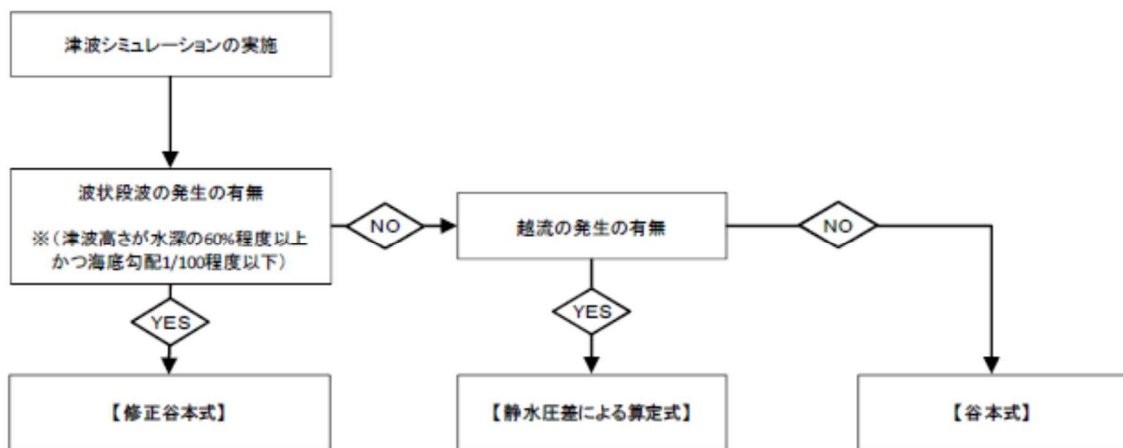 津波シミュレーションの実施
波状段波の発生の有無
※（津波高さが水深の60%程度以上
かつ海底勾配1/100程度以下）
NO
越流の発生の有無
NO
YES
YES
【修正谷本式】
【静水圧差による算定式】
【谷本式】